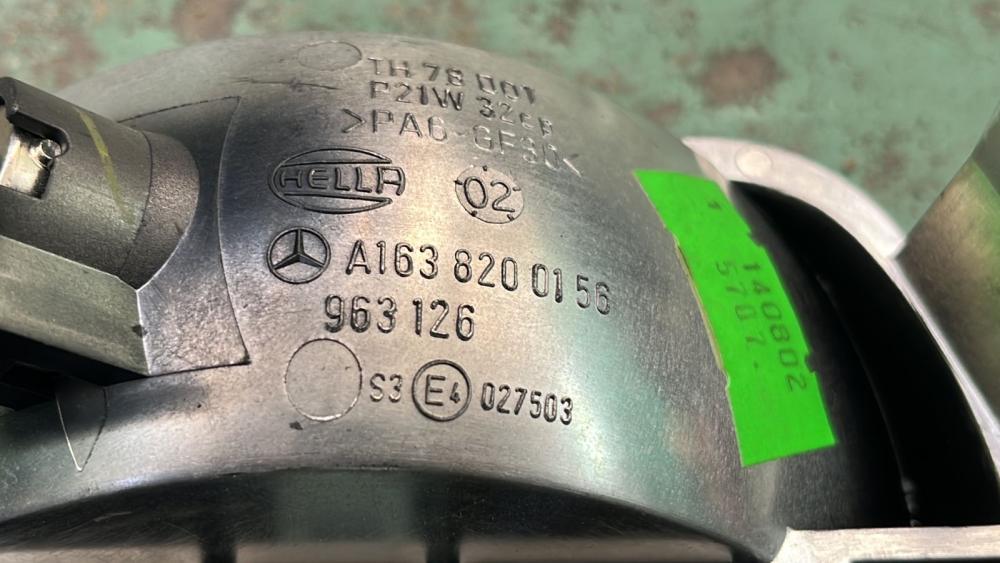 TH 78 001
P21W 32cp
>PA6-GF30<
HELLA
02
A163 820 01 56
963 126
S3 E4 027503
140802
5707.